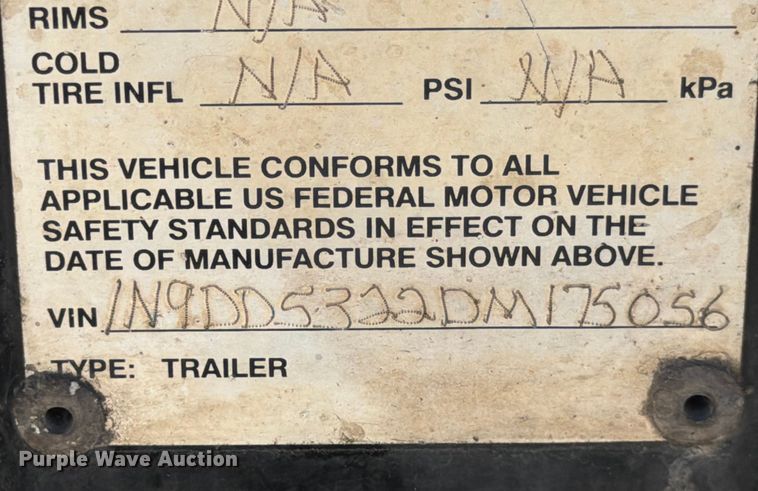 RIMS N/A
COLD
TIRE INFL N/A PSI N/A kPa
THIS VEHICLE CONFORMS TO ALL
APPLICABLE US FEDERAL MOTOR VEHICLE
SAFETY STANDARDS IN EFFECT ON THE
DATE OF MANUFACTURE SHOWN ABOVE.
VIN 1N9DD5322DM175056
TYPE: TRAILER
Purple Wave Auction